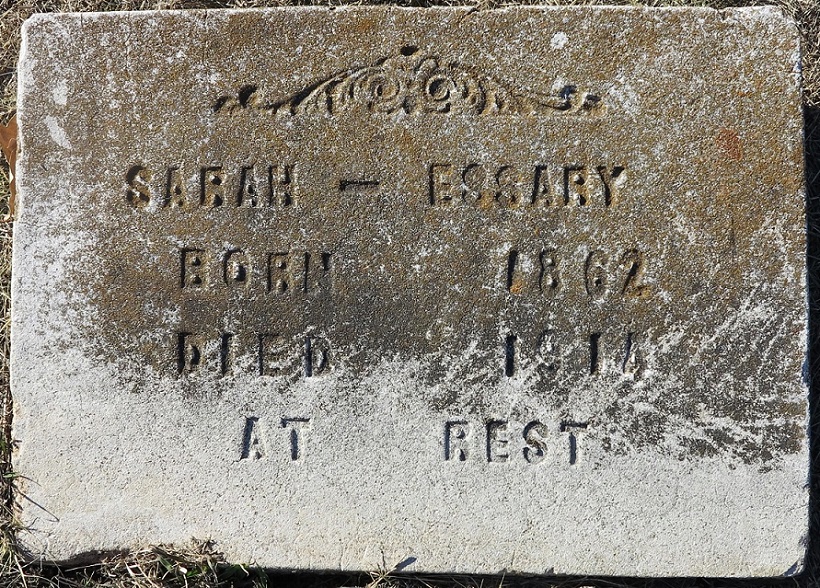 SARAH - ESSARY
BORN 1862
DIED 1914
AT REST